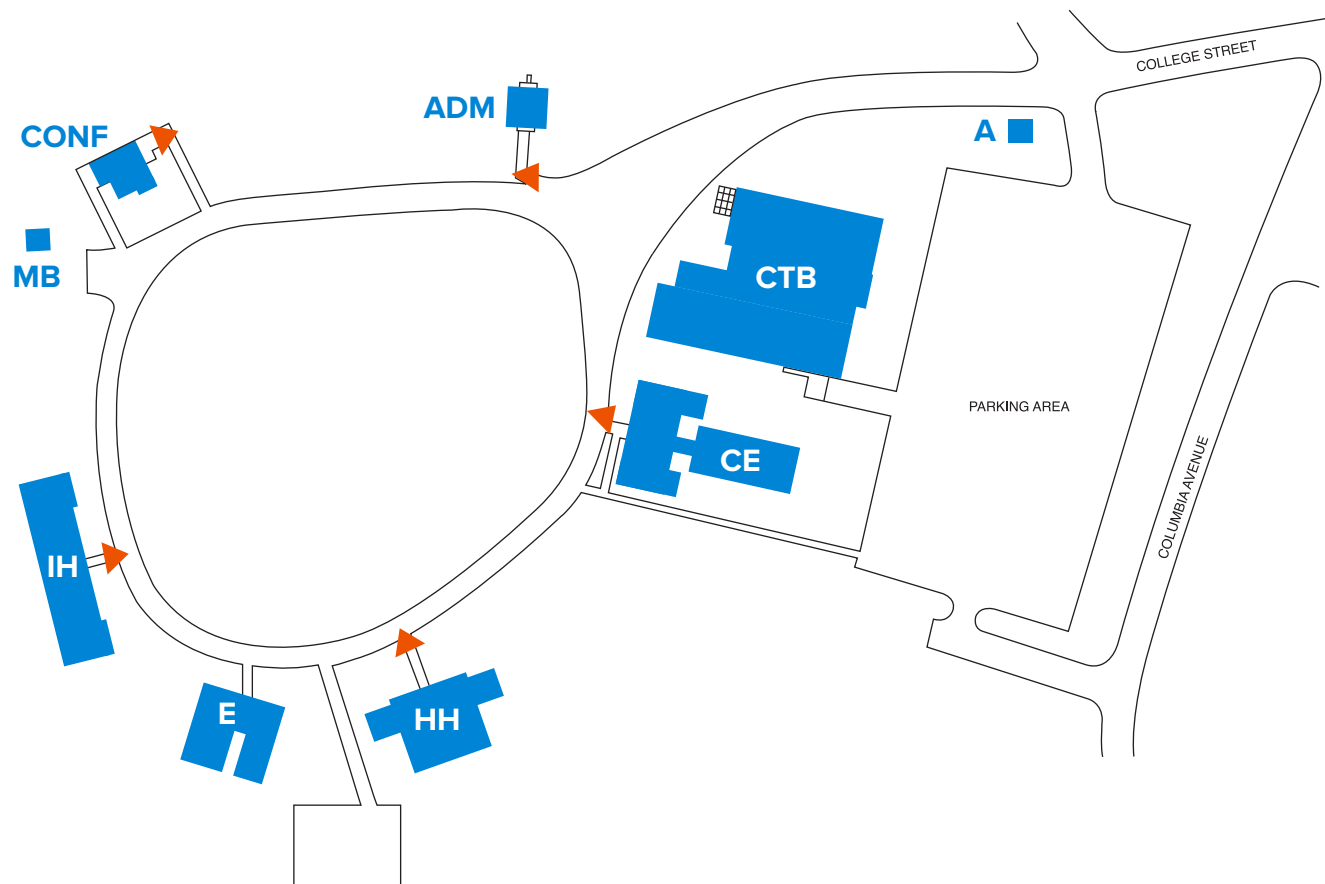 COLLEGE STREET
ADM
CONF
A
MB
CTB
PARKING AREA
CE
COLUMBIA AVENUE
IH
E
HH